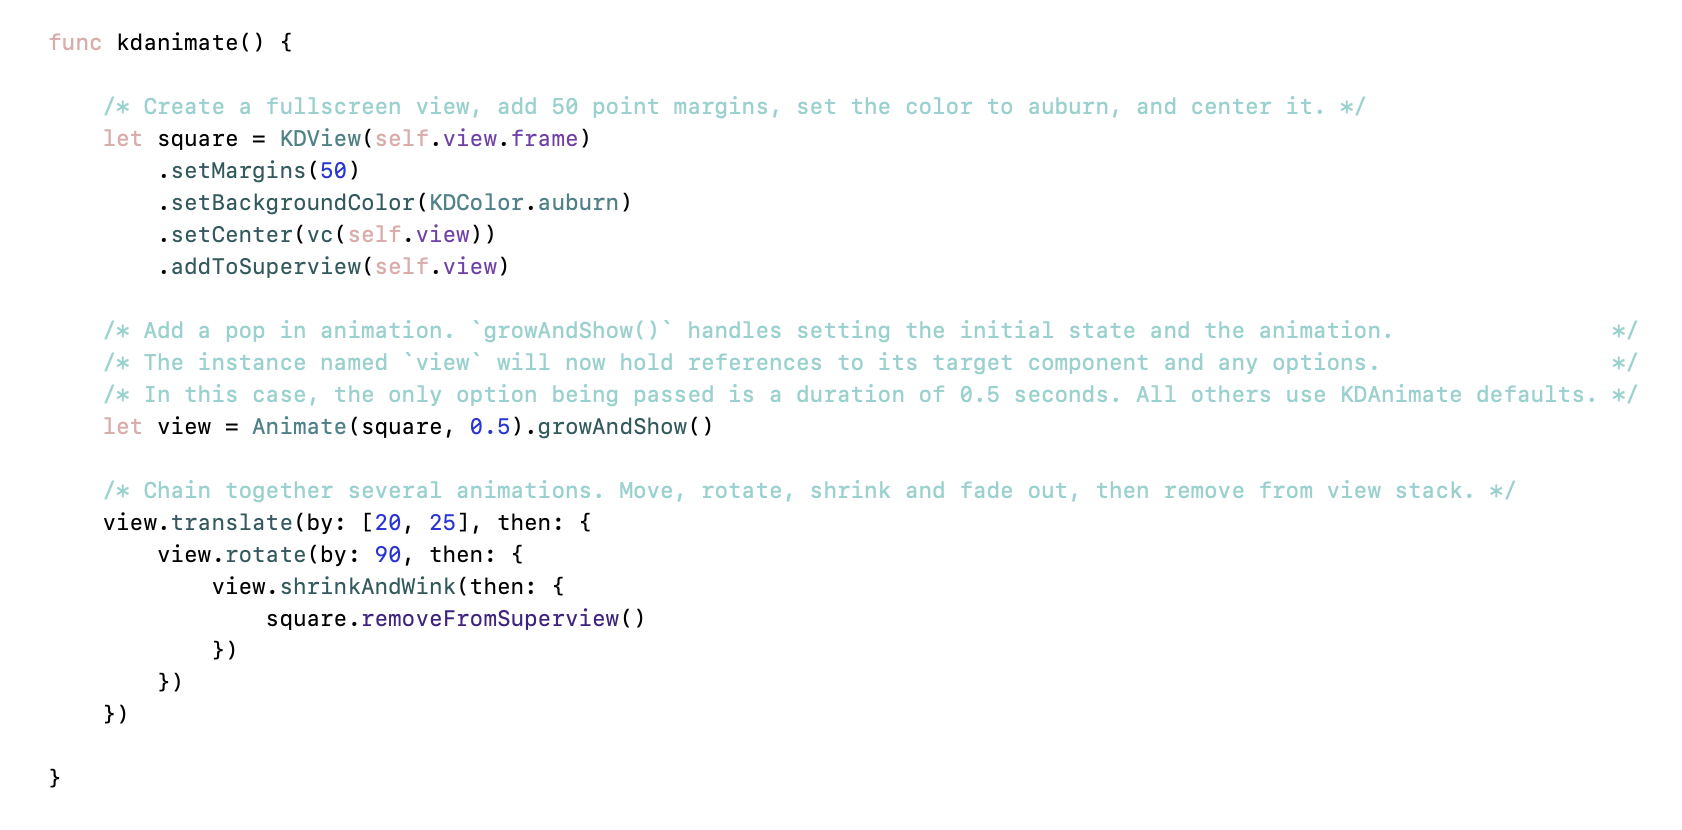 func kdanimate() {
/* Create a fullscreen view, add 50 point margins, set the color to auburn, and center it. */
let square = KDView(self.view.frame)
.setMargins(50)
.setBackgroundColor(KDColor.auburn)
.setCenter(vc(self.view))
.addToSuperview(self.view)
/* Add a pop in animation. `growAndShow()` handles setting the initial state and the animation. */
/* The instance named `view` will now hold references to its target component and any options. */
/* In this case, the only option being passed is a duration of 0.5 seconds. All others use KDAnimate defaults. */
let view = Animate(square, 0.5).growAndShow()
/* Chain together several animations. Move, rotate, shrink and fade out, then remove from view stack. */
view.translate(by: [20, 25], then: {
view.rotate(by: 90, then: {
view.shrinkAndWink(then: {
square.removeFromSuperview()
})
})
})
}